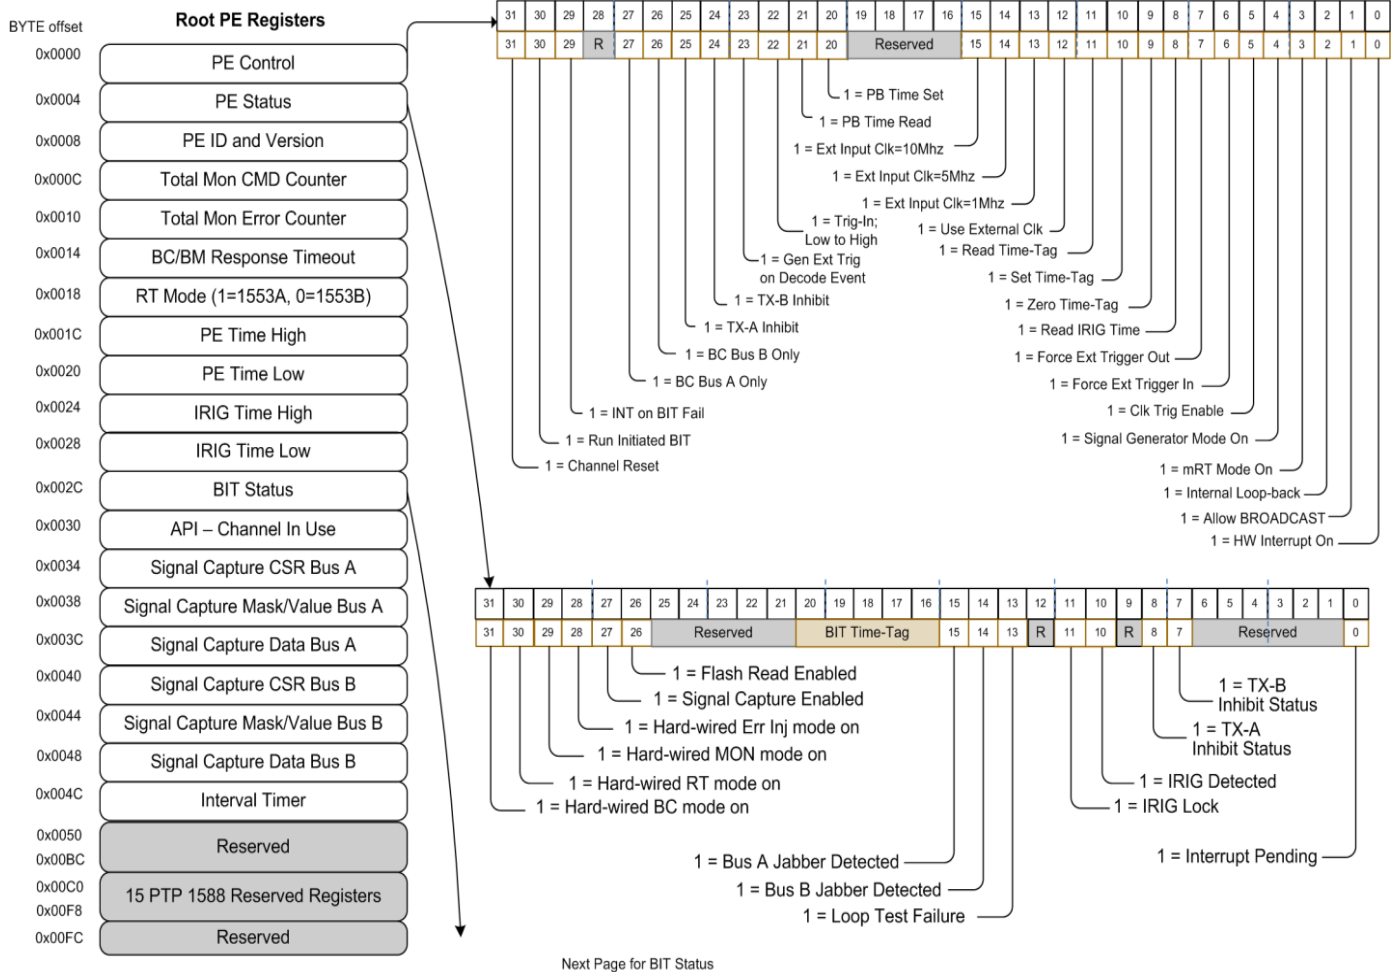 BYTE offset
Root PE Registers
0x0000
PE Control
0x0004
PE Status
0x0008
PE ID and Version
0x000C
Total Mon CMD Counter
0x0010
Total Mon Error Counter
0x0014
BC/BM Response Timeout
0x0018
RT Mode (1=1553A, 0=1553B)
0x001C
PE Time High
0x0020
PE Time Low
0x0024
IRIG Time High
0x0028
IRIG Time Low
0x002C
BIT Status
0x0030
API – Channel In Use
0x0034
Signal Capture CSR Bus A
0x0038
Signal Capture Mask/Value Bus A
0x003C
Signal Capture Data Bus A
0x0040
Signal Capture CSR Bus B
0x0044
Signal Capture Mask/Value Bus B
0x0048
Signal Capture Data Bus B
0x004C
Interval Timer
0x0050
Reserved
0x00BC
0x00C0
15 PTP 1588 Reserved Registers
0x00F8
0x00FC
Reserved
31 30 29 28 27 26 25 24 23 22 21 20 19 18 17 16 15 14 13 12 11 10 9 8 7 6 5 4 3 2 1 0
31 30 29 R 27 26 25 24 23 22 21 20 Reserved 15 14 13 12 11 10 9 8 7 6 5 4 3 2 1 0
1 = PB Time Set
1 = PB Time Read
1 = Ext Input Clk=10Mhz
1 = Ext Input Clk=5Mhz
1 = Ext Input Clk=1Mhz
1 = Trig-In;
Low to High
1 = Use External Clk
1 = Read Time-Tag
1 = Gen Ext Trig
on Decode Event
1 = Set Time-Tag
1 = TX-B Inhibit
1 = Zero Time-Tag
1 = TX-A Inhibit
1 = Read IRIG Time
1 = BC Bus B Only
1 = Force Ext Trigger Out
1 = BC Bus A Only
1 = Force Ext Trigger In
1 = INT on BIT Fail
1 = Clk Trig Enable
1 = Run Initiated BIT
1 = Signal Generator Mode On
1 = Channel Reset
1 = mRT Mode On
1 = Internal Loop-back
1 = Allow BROADCAST
1 = HW Interrupt On
31 30 29 28 27 26 25 24 23 22 21 20 19 18 17 16 15 14 13 12 11 10 9 8 7 6 5 4 3 2 1 0
31 30 29 28 27 26 Reserved BIT Time-Tag 15 14 13 R 11 10 R 8 7 Reserved 0
1 = Flash Read Enabled
1 = Signal Capture Enabled
1 = Hard-wired Err Inj mode on
1 = Hard-wired MON mode on
1 = Hard-wired RT mode on
1 = Hard-wired BC mode on
1 = TX-B
Inhibit Status
1 = TX-A
Inhibit Status
1 = IRIG Detected
1 = IRIG Lock
1 = Bus A Jabber Detected
1 = Bus B Jabber Detected
1 = Loop Test Failure
1 = Interrupt Pending
Next Page for BIT Status